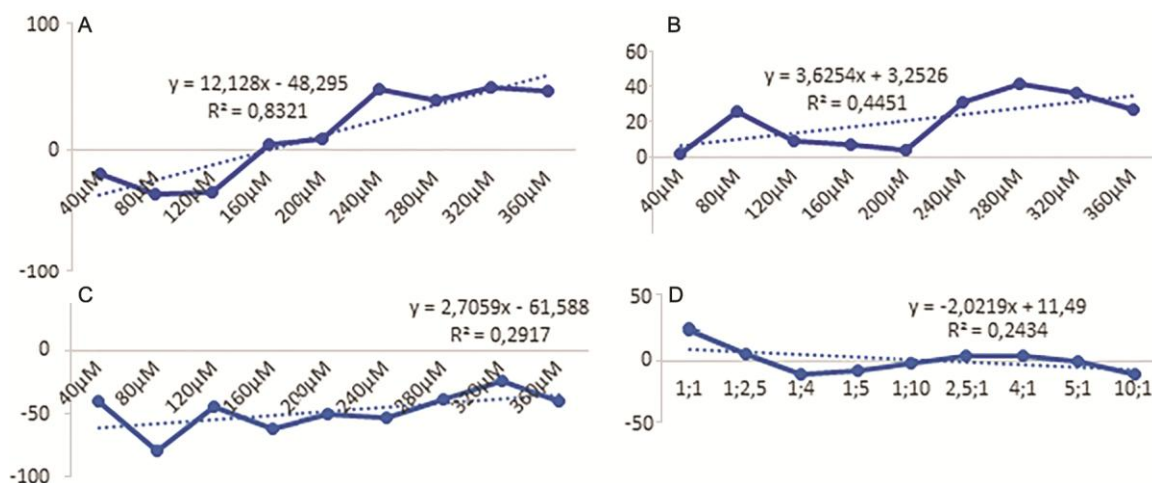 A
100
y = 12,128x - 48,295
R² = 0,8321
0
40µM 80µM 120µM 160µM 200µM 240µM 280µM 320µM 360µM
-100
B
60
y = 3,6254x + 3,2526
R² = 0,4451
40
20
0
40µM 80µM 120µM 160µM 200µM 240µM 280µM 320µM 360µM
C
y = 2,7059x - 61,588
R² = 0,2917
0
40µM 80µM 120µM 160µM 200µM 240µM 280µM 320µM 360µM
-50
-100
D
50
y = -2,0219x + 11,49
R² = 0,2434
0
1;1 1;2,5 1;4 1;5 1;10 2,5;1 4;1 5;1 10;1
-50